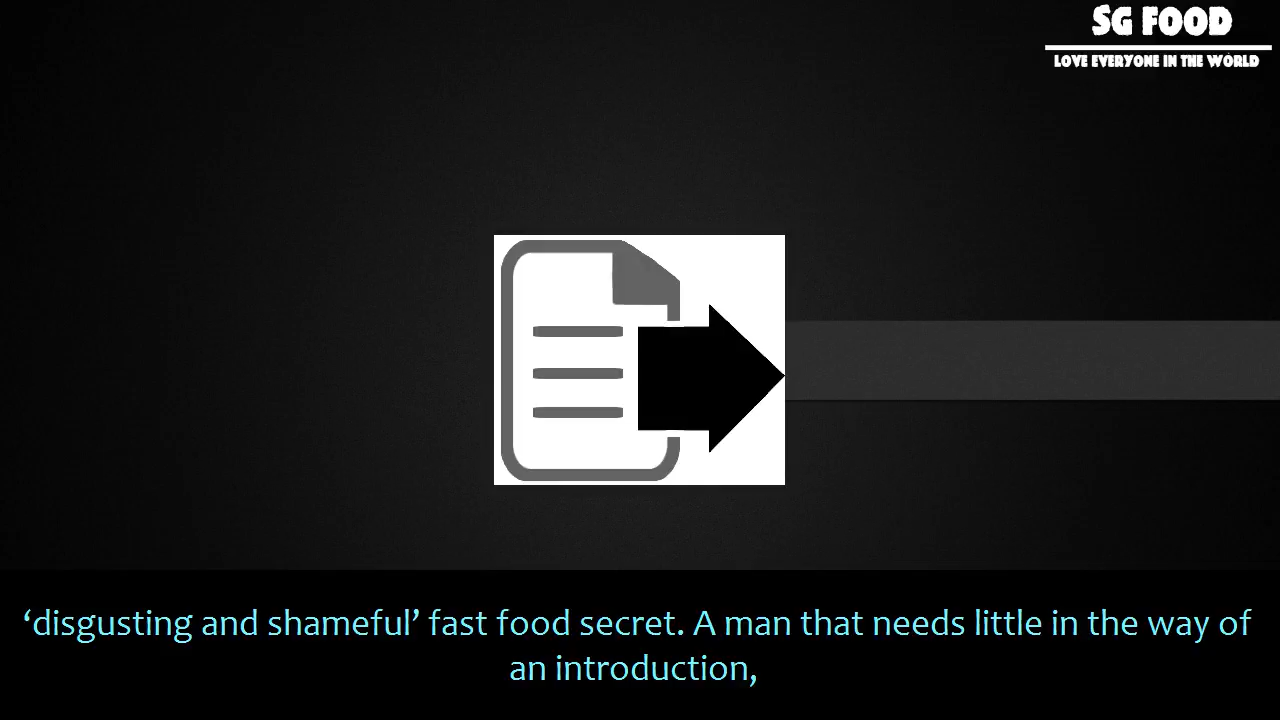 SG FOOD
LOVE EVERYONE IN THE WORLD
‘disgusting and shameful’ fast food secret. A man that needs little in the way of
an introduction,